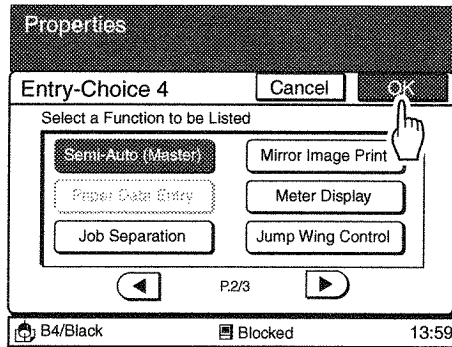 Properties
Entry-Choice 4 Cancel OK
Select a Function to be Listed
Semi-Auto (Master) Mirror Image Print
Paper Data Entry Meter Display
Job Separation Jump Wing Control
P.2/3
B4/Black Blocked 13:59